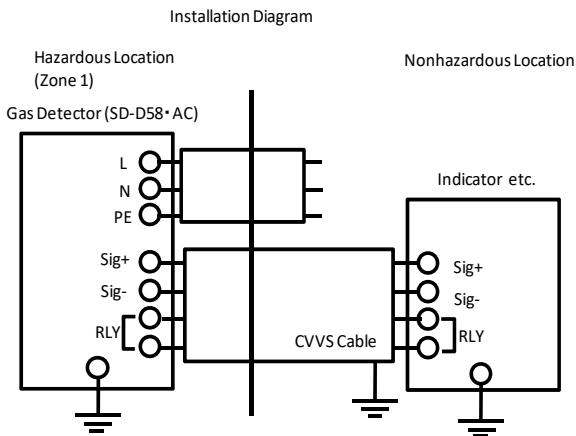 Installation Diagram
Hazardous Location
(Zone 1)
Nonhazardous Location
Gas Detector (SD-D58・AC)
L
N
PE
Indicator etc.
Sig+
Sig-
RLY
CVVS Cable
Sig+
Sig-
RLY